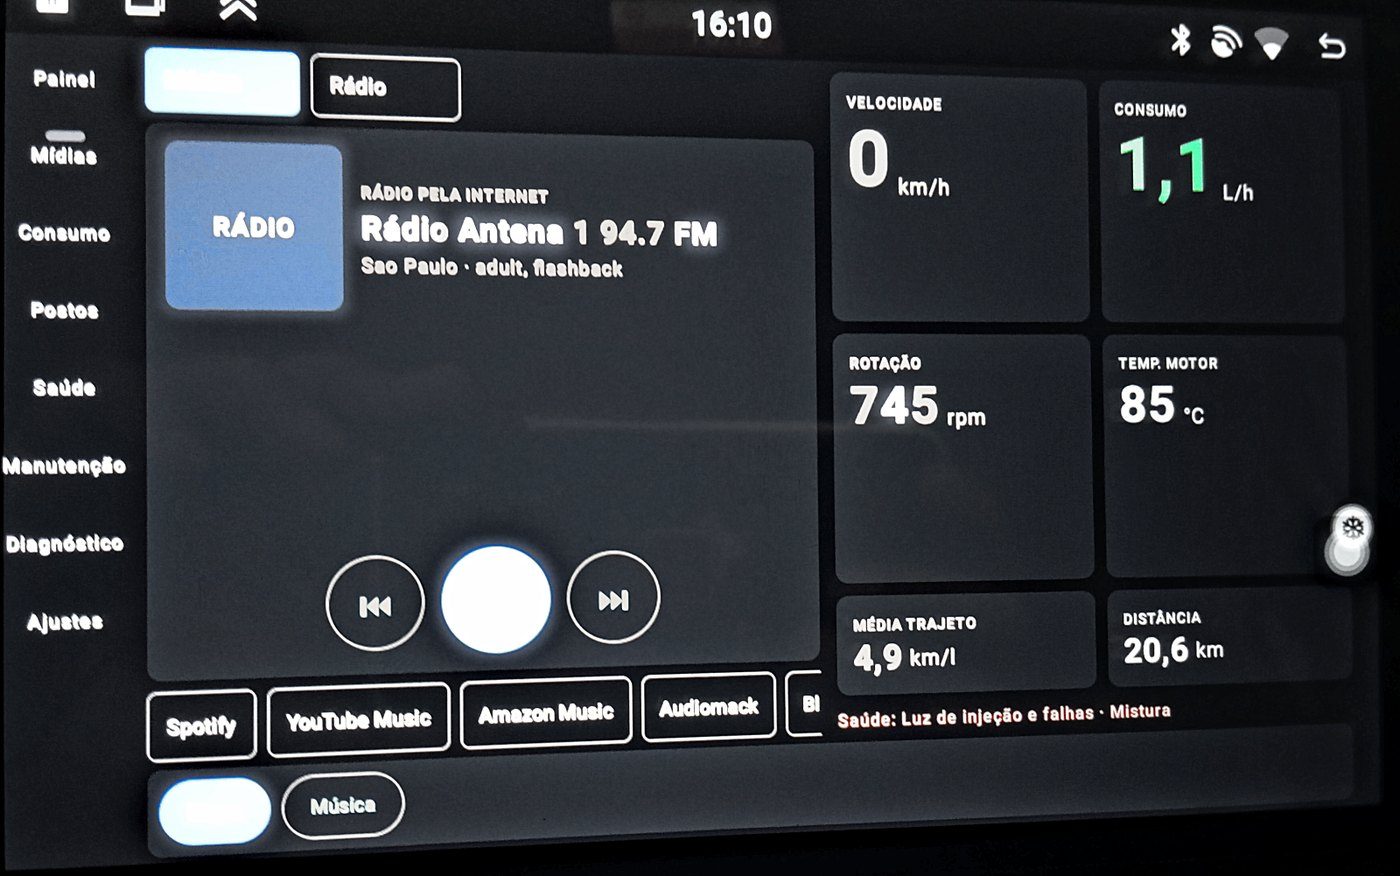 16:10
Painel
Mídias
Consumo
Postos
Saúde
Manutenção
Diagnóstico
Ajustes
Rádio
RÁDIO
RÁDIO PELA INTERNET
Rádio Antena 1 94.7 FM
Sao Paulo · adult, flashback
Spotify
YouTube Music
Amazon Music
Audiomack
Música
VELOCIDADE
0 km/h
CONSUMO
1,1 L/h
ROTAÇÃO
745 rpm
TEMP. MOTOR
85 °C
MÉDIA TRAJETO
4,9 km/l
DISTÂNCIA
20,6 km
Saúde: Luz de injeção e falhas · Mistura